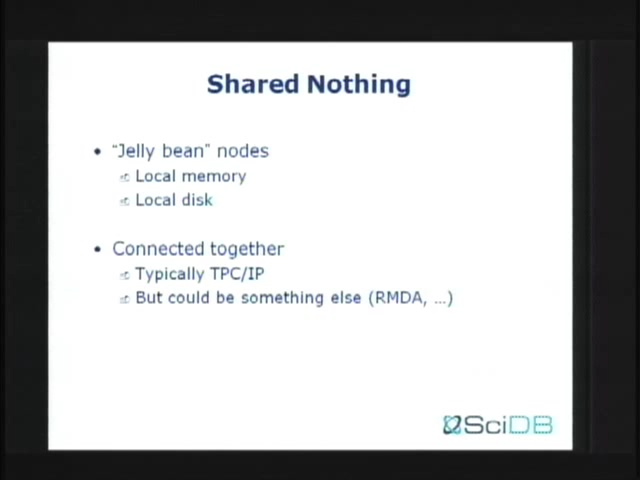 Shared Nothing
• "Jelly bean" nodes
Local memory
Local disk
• Connected together
Typically TPC/IP
But could be something else (RMDA, ...)
SciDB